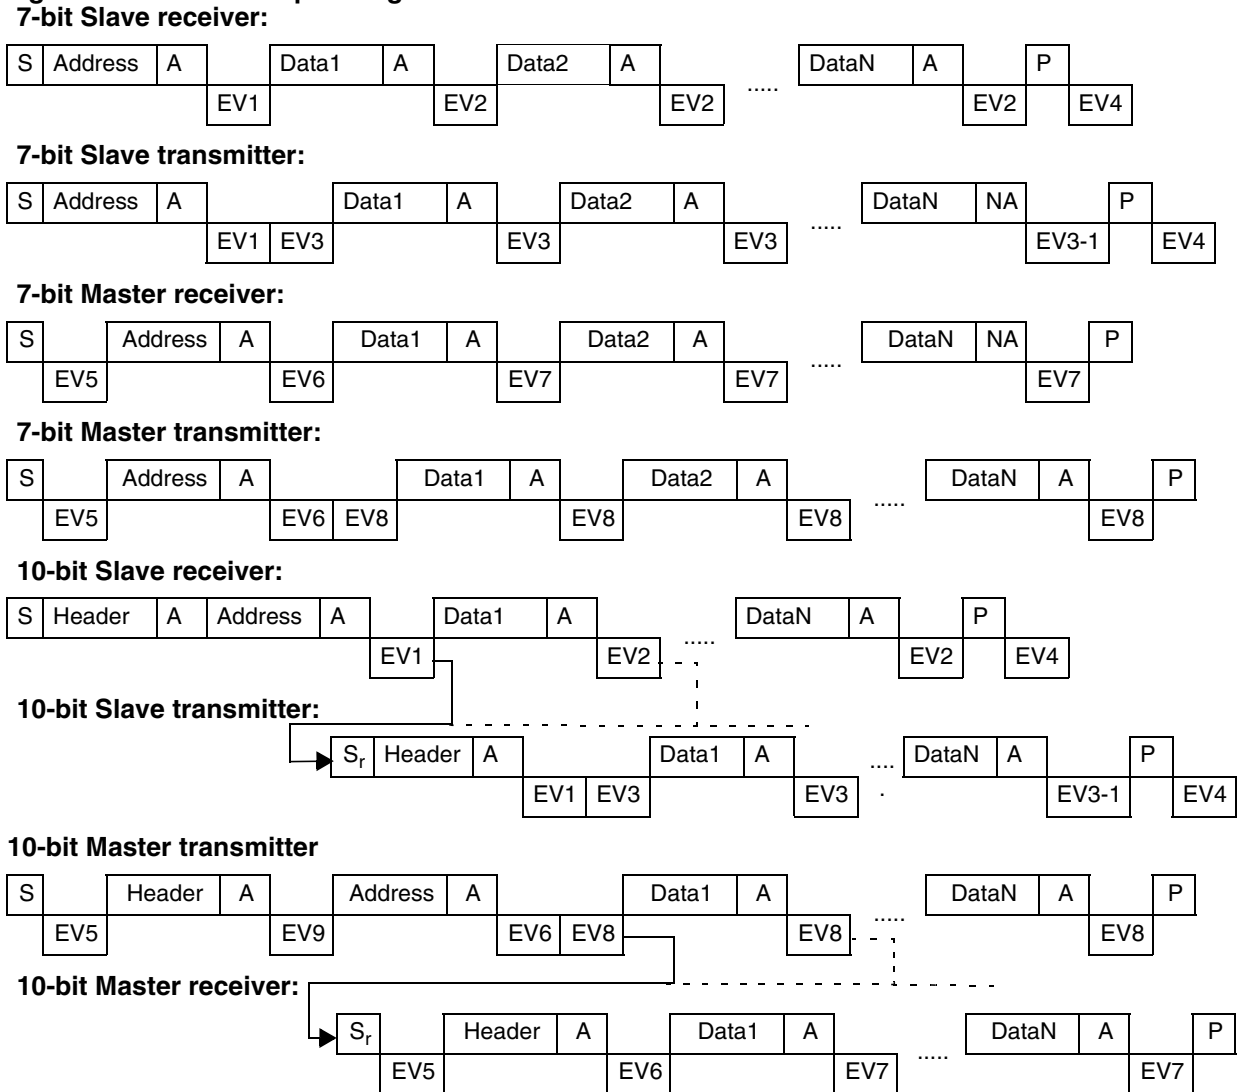 7-bit Slave receiver:
S Address A Data1 A Data2 A DataN A P
EV1 EV2 EV2 ..... EV2 EV4
7-bit Slave transmitter:
S Address A Data1 A Data2 A DataN NA P
EV1 EV3 EV3 EV3 ..... EV3-1 EV4
7-bit Master receiver:
S Address A Data1 A Data2 A DataN NA P
EV5 EV6 EV7 EV7 ..... EV7
7-bit Master transmitter:
S Address A Data1 A Data2 A DataN A P
EV5 EV6 EV8 EV8 EV8 ..... EV8
10-bit Slave receiver:
S Header A Address A Data1 A DataN A P
EV1 EV2 ..... EV2 EV4
10-bit Slave transmitter:
Sr Header A Data1 A .... DataN A P
EV1 EV3 EV3 . EV3-1 EV4
10-bit Master transmitter
S Header A Address A Data1 A DataN A P
EV5 EV9 EV6 EV8 EV8 ..... EV8
10-bit Master receiver:
Sr Header A Data1 A DataN A P
EV5 EV6 EV7 ..... EV7